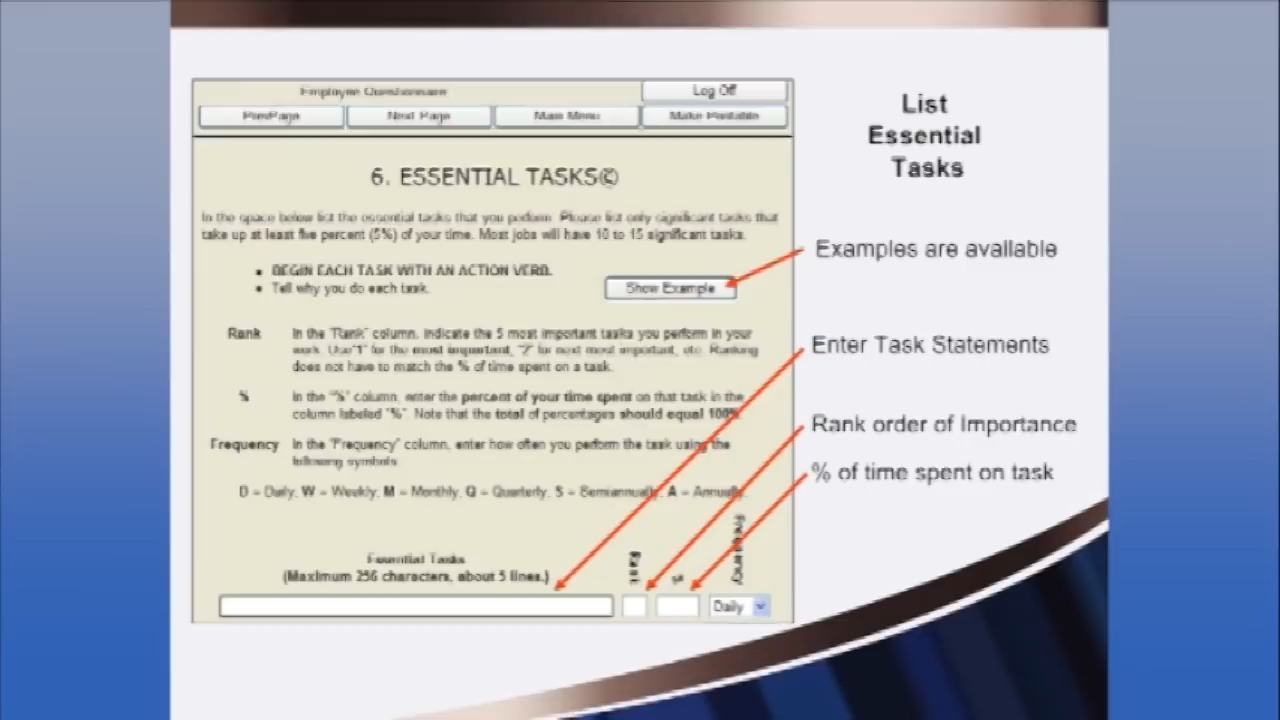 Employee Questionnaire
Log Off
PrevPage
Next Page
Main Menu
Make Printable
6. ESSENTIAL TASKS©
In the space below list the essential tasks that you perform. Please list only significant tasks that
take up at least five percent (5%) of your time. Most jobs will have 10 to 15 significant tasks.
• BEGIN EACH TASK WITH AN ACTION VERB.
• Tell why you do each task.
Show Example
Rank
In the "Rank" column, indicate the 5 most important tasks you perform in your
work. Use "1" for the most important, "2" for next most important, etc. Ranking
does not have to match the % of time spent on a task.
%
In the "%" column, enter the percent of your time spent on that task in the
column labeled "%". Note that the total of percentages should equal 100%.
Frequency
In the "Frequency" column, enter how often you perform the task using the
following symbols
D = Daily, W = Weekly, M = Monthly, Q = Quarterly, S = Semiannually, A = Annually.
Essential Tasks
(Maximum 256 characters, about 5 lines.)
Rank
%
Frequency
Daily
List
Essential
Tasks
Examples are available
Enter Task Statements
Rank order of Importance
% of time spent on task